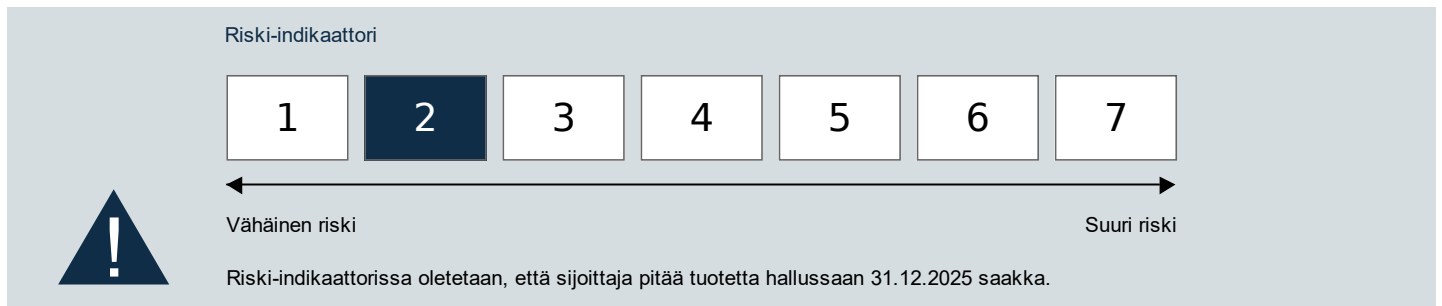 Riski-indikaattori
1 2 3 4 5 6 7
Vähäinen riski Suuri riski
!
Riski-indikaattorissa oletetaan, että sijoittaja pitää tuotetta hallussaan 31.12.2025 saakka.